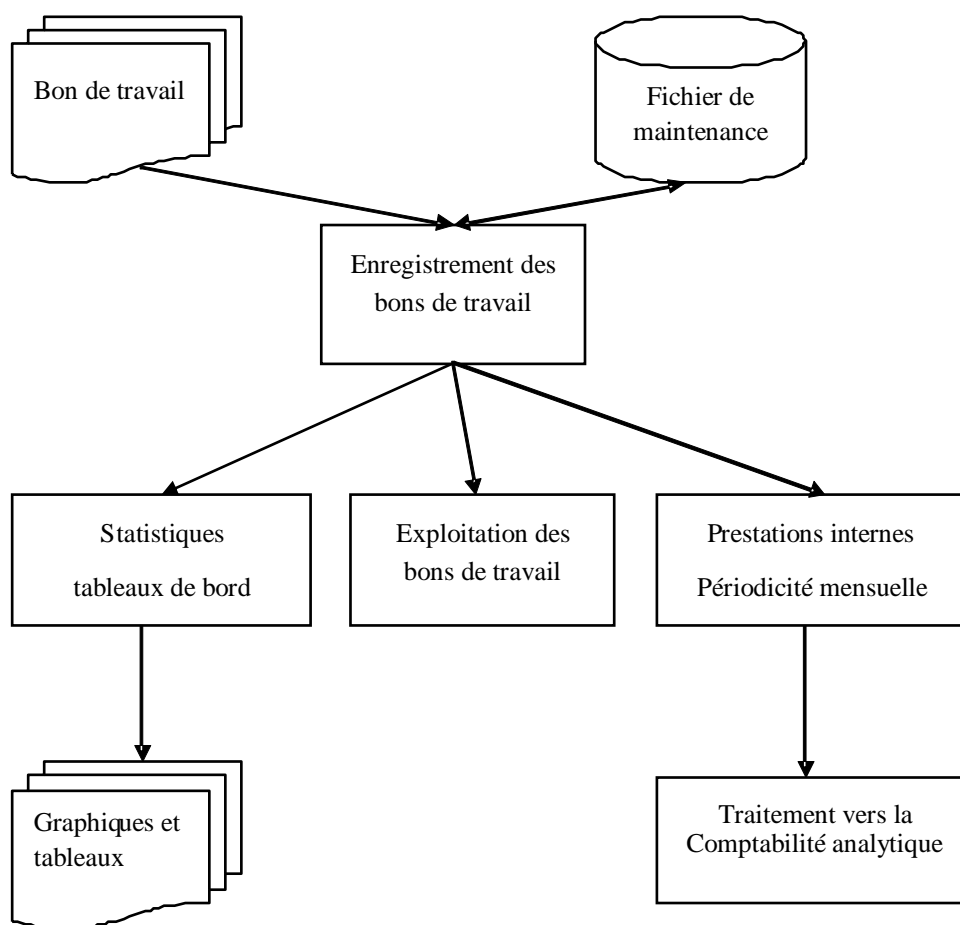 Bon de travail
Fichier de
maintenance
Enregistrement des
bons de travail
Statistiques
tableaux de bord
Exploitation des
bons de travail
Prestations internes
Périodicité mensuelle
Graphiques et
tableaux
Traitement vers la
Comptabilité analytique